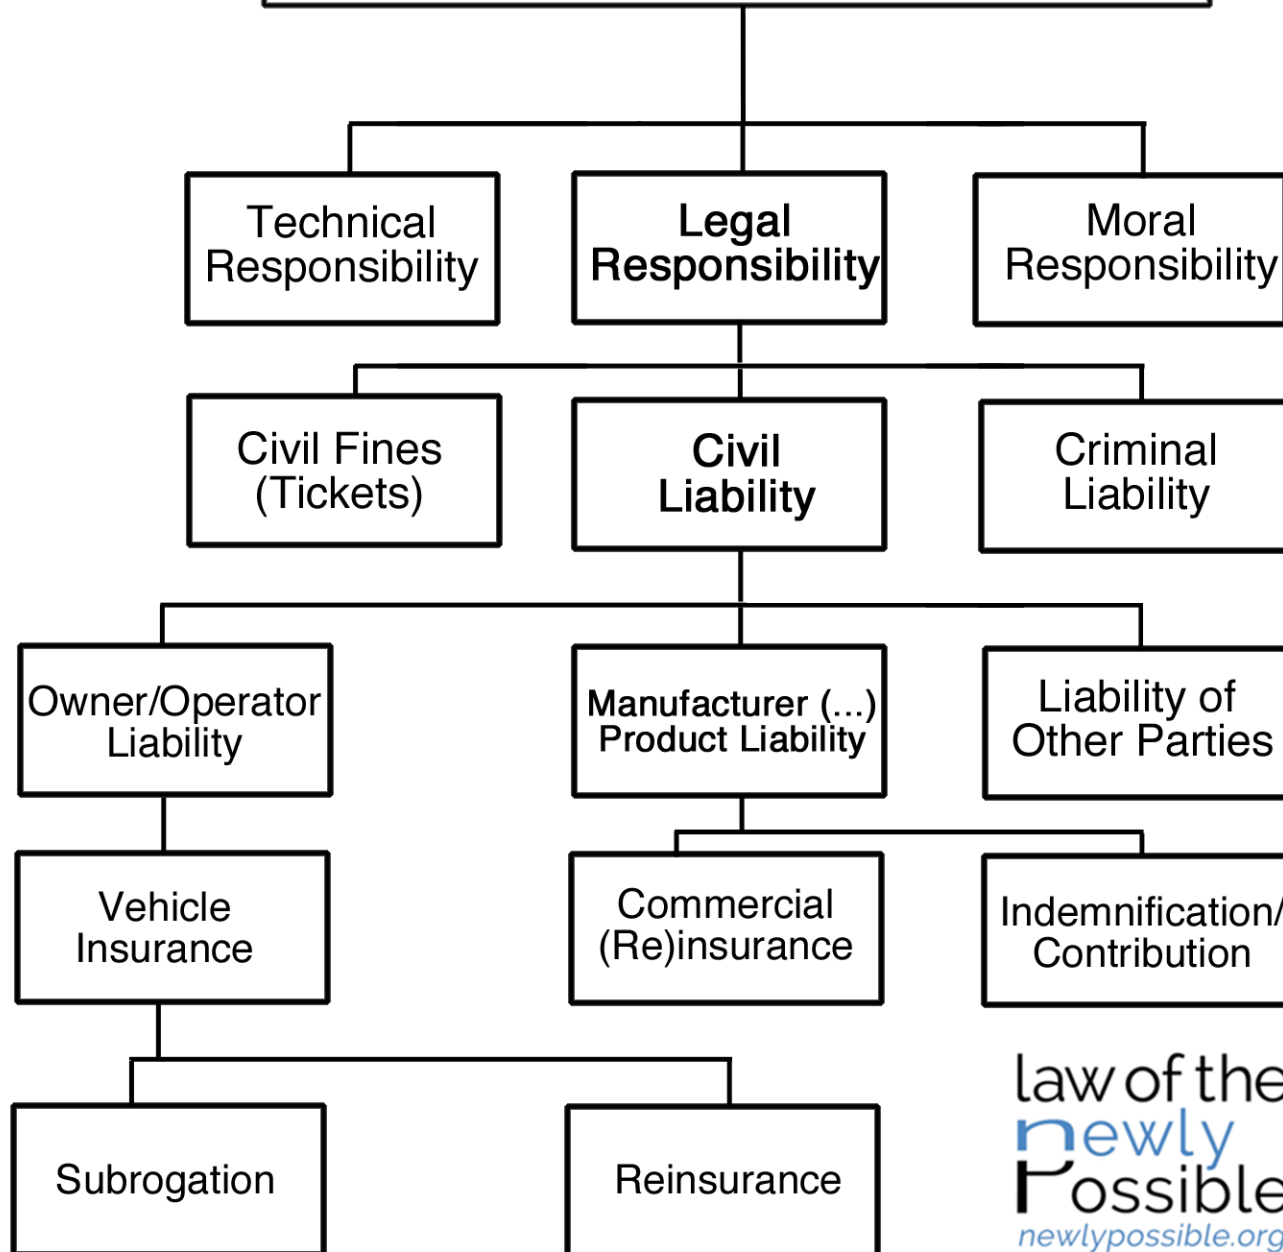 Technical
Responsibility
Legal
Responsibility
Moral
Responsibility
Civil Fines
(Tickets)
Civil
Liability
Criminal
Liability
Owner/Operator
Liability
Manufacturer (...)
Product Liability
Liability of
Other Parties
Vehicle
Insurance
Commercial
(Re)insurance
Indemnification/
Contribution
Subrogation
Reinsurance
law of the
newly
Possible
newlypossible.org